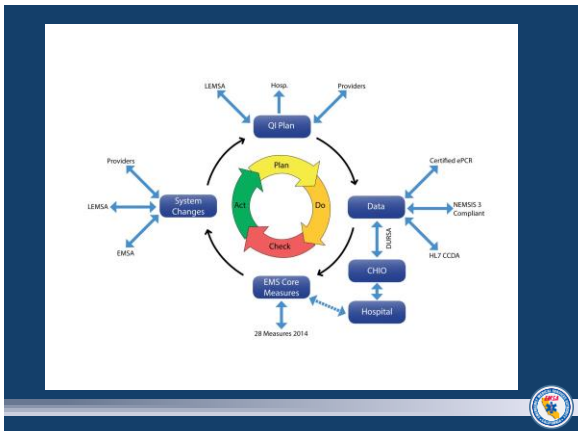 LEMSA
Hosp.
Providers
QI Plan
Providers
LEMSA
EMSA
System
Changes
Plan
Do
Check
Act
Certified ePCR
NEMSIS 3
Compliant
HL7 CCDA
Data
DURSA
CHIO
Hospital
EMS Core
Measures
28 Measures 2014
EMSA